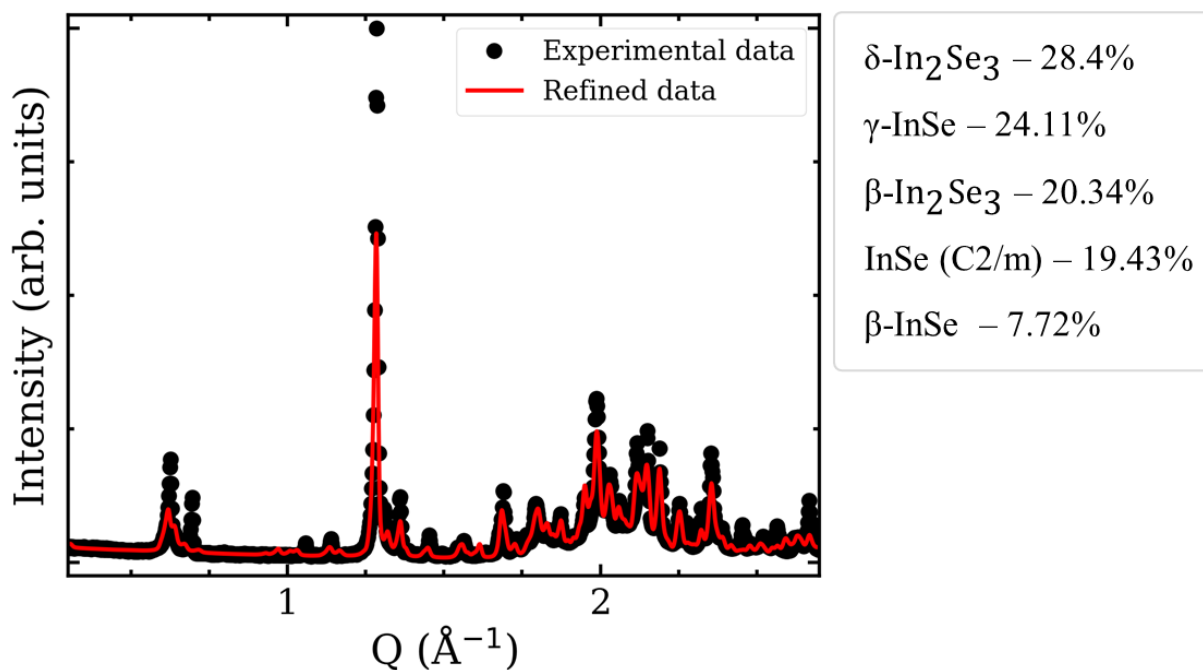 Experimental data
Refined data
Intensity (arb. units)
1 2
Q (Å⁻¹)
δ-In₂Se₃ – 28.4%
γ-InSe – 24.11%
β-In₂Se₃ – 20.34%
InSe (C2/m) – 19.43%
β-InSe – 7.72%